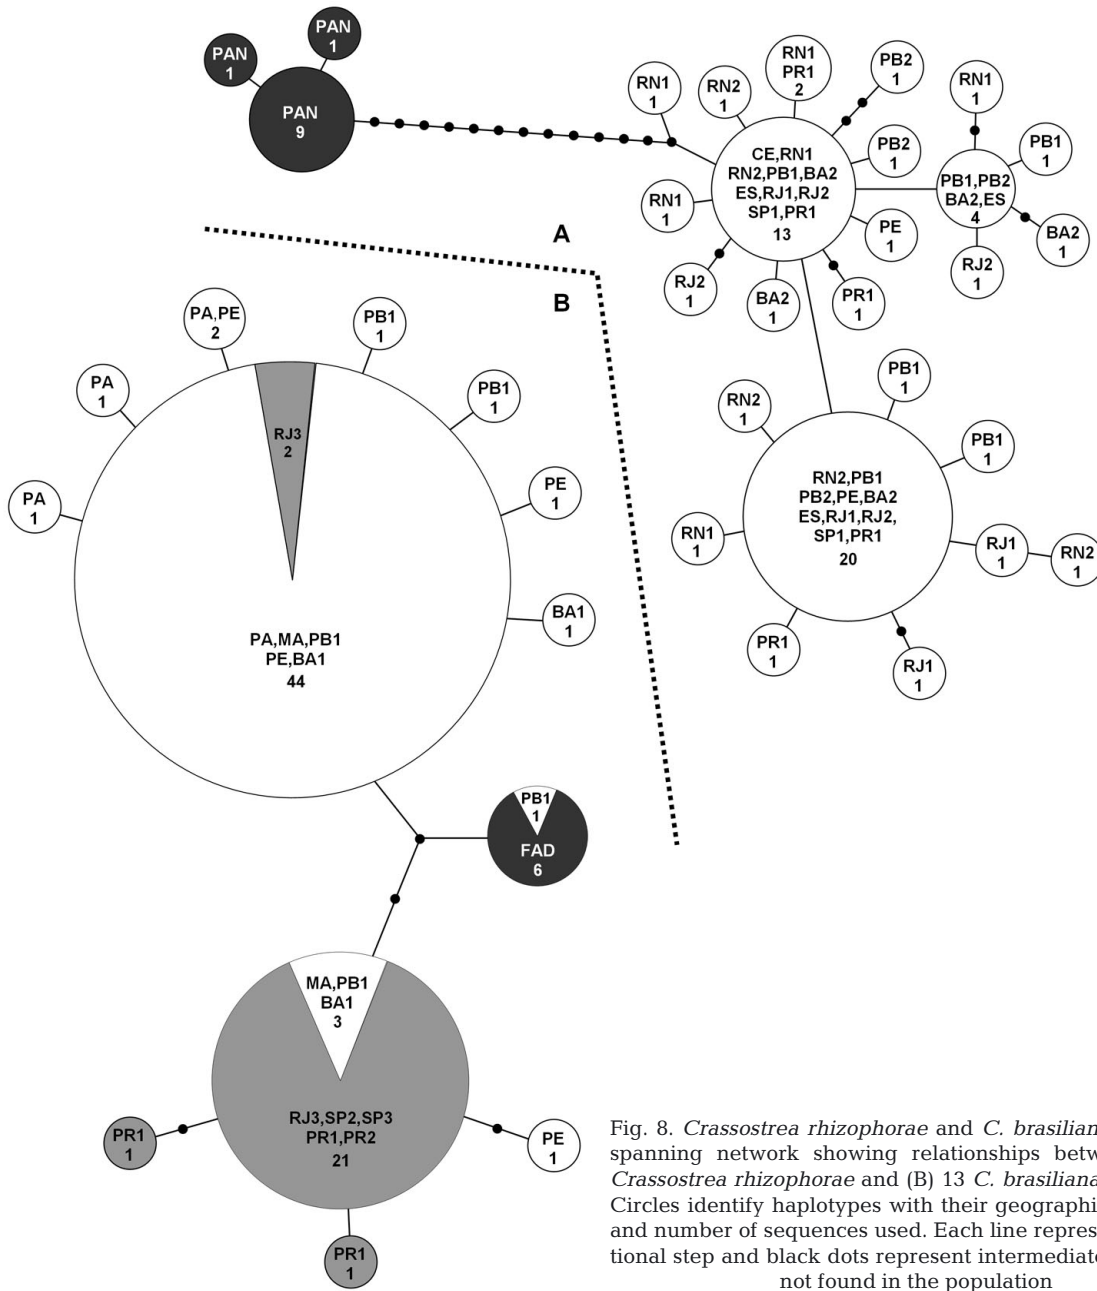 PAN
1
PAN
1
PAN
9
RN1
1
RN2
1
RN1
PR1
2
PB2
1
RN1
1
PB1
1
PB2
1
CE,RN1
RN2,PB1,BA2
ES,RJ1,RJ2
SP1,PR1
13
PB1,PB2
BA2,ES
4
RN1
1
PE
1
BA2
1
RJ2
1
RJ2
1
BA2
1
PR1
1
A
B
PA,PE
2
PB1
1
PA
1
PB1
1
RJ3
2
PA
1
PE
1
BA1
1
PA,MA,PB1
PE,BA1
44
PB1
1
RN2
1
PB1
1
RN2,PB1
PB2,PE,BA2
ES,RJ1,RJ2,
SP1,PR1
20
RN1
1
RJ1
1
RN2
1
PR1
1
RJ1
1
PB1
1
FAD
6
MA,PB1
BA1
3
RJ3,SP2,SP3
PR1,PR2
21
PR1
1
PE
1
PR1
1
Fig. 8. Crassostrea rhizophorae and C. brasilian
spanning network showing relationships betw
Crassostrea rhizophorae and (B) 13 C. brasiliana
Circles identify haplotypes with their geographi
and number of sequences used. Each line repres
tional step and black dots represent intermediate
not found in the population